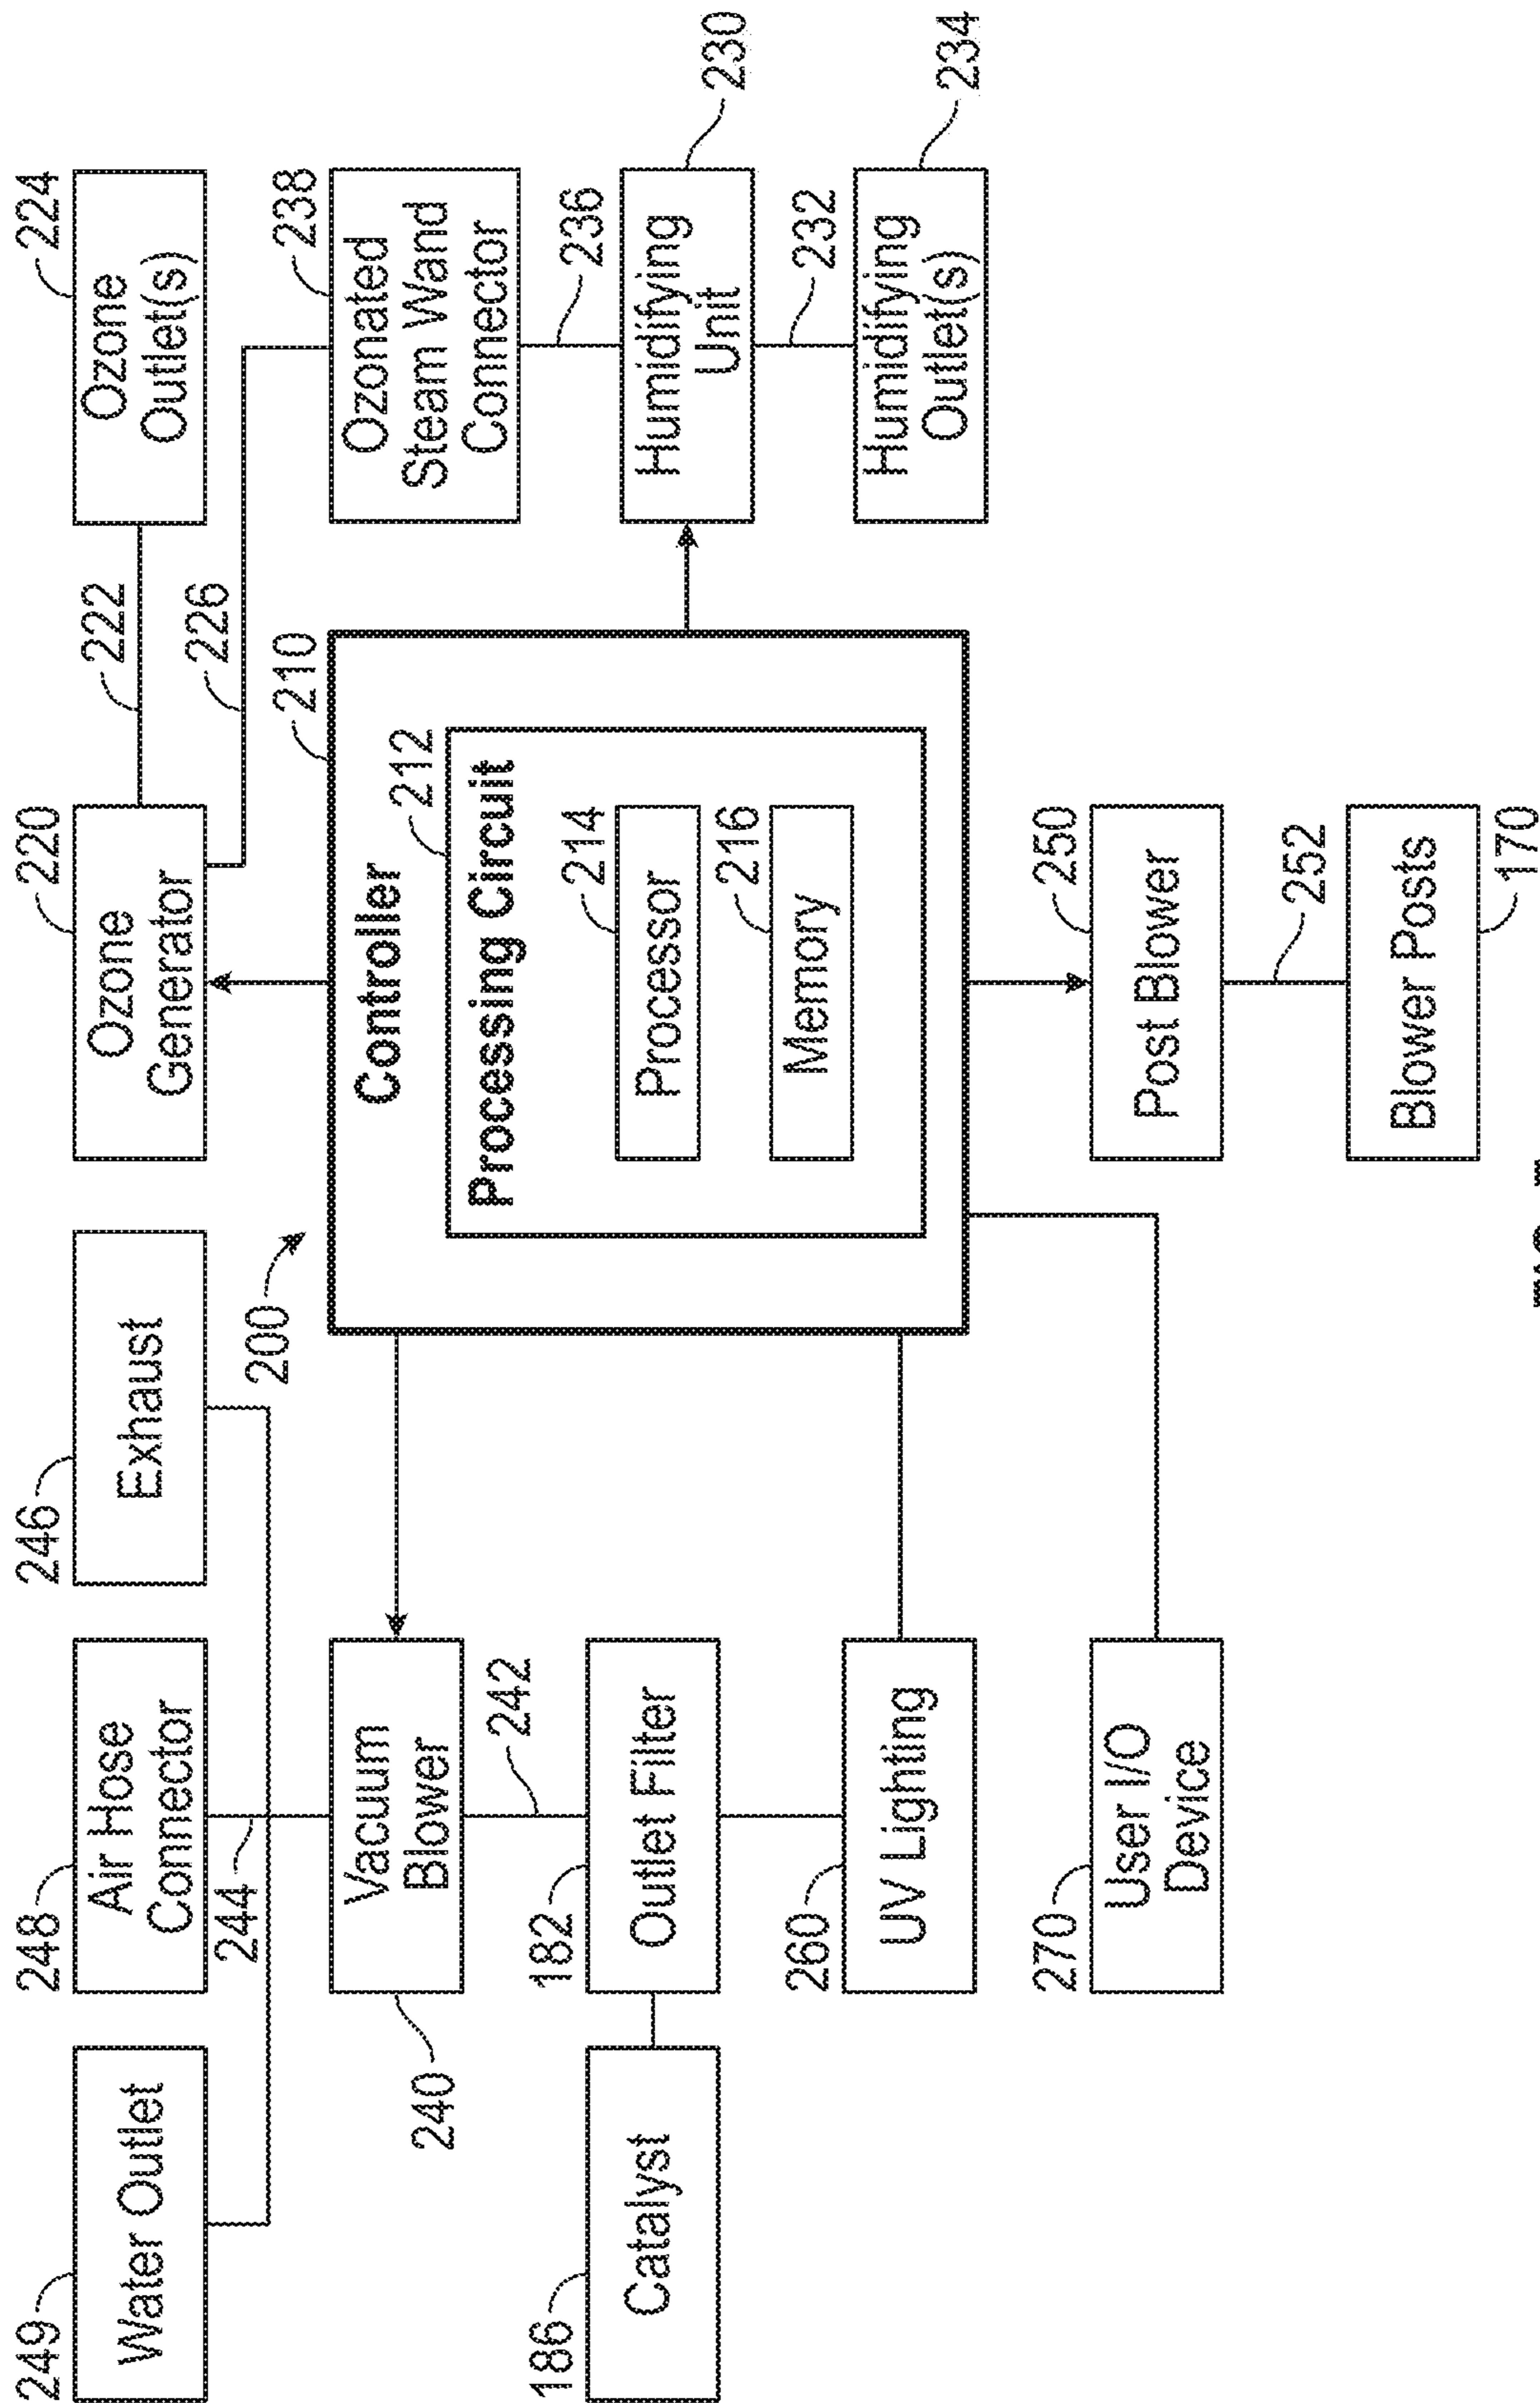 249
Water Outlet
248
Air Hose
Connector
246
Exhaust
220
Ozone
Generator
224
Ozone
Outlet(s)
222
226
244
200
210
238
Ozonated
Steam Wand
Connector
236
Vacuum
Blower
240
242
Controller
212
Processing Circuit
214
Processor
216
Memory
230
Humidifying
Unit
232
234
Humidifying
Outlet(s)
186
Catalyst
182
Outlet Filter
260
UV Lighting
270
User I/O
Device
250
Post Blower
252
Blower Posts
170